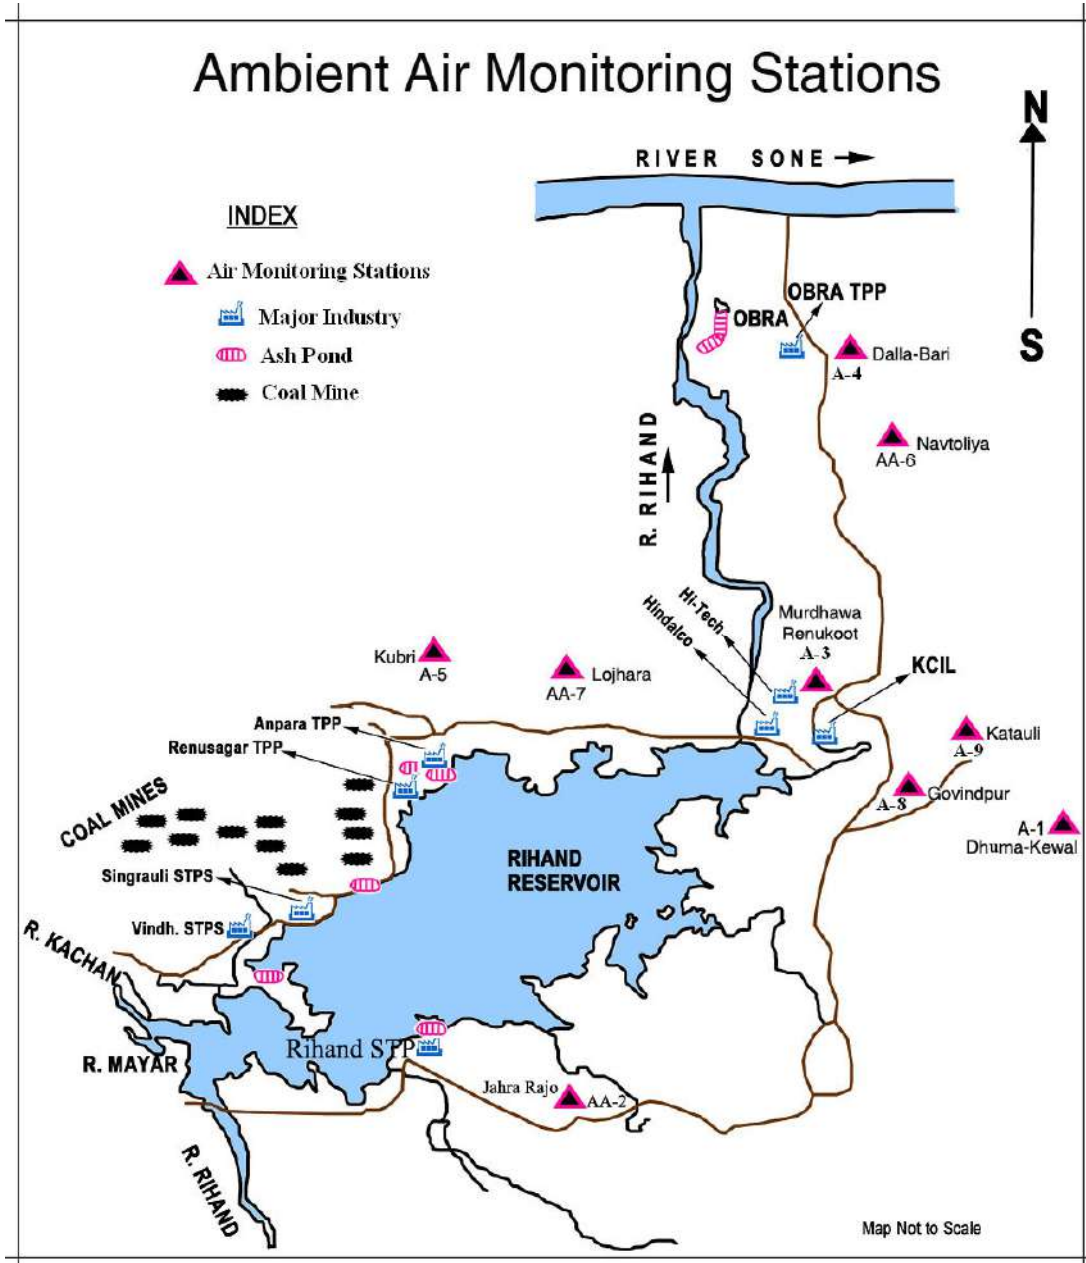 Ambient Air Monitoring Stations
N
S
RIVER SONE
INDEX
Air Monitoring Stations
Major Industry
Ash Pond
Coal Mine
OBRA TPP
OBRA
Dalla-Bari
A-4
Navtoliya
AA-6
R. RIHAND
Hi-Tech
Hindalco
Murdhawa
Renukoot
A-3
KCIL
Kubri
A-5
Lojhara
AA-7
Anpara TPP
Renusagar TPP
Katauli
A-9
Govindpur
A-8
A-1
Dhuma-Kewal
COAL MINES
RIHAND
RESERVOIR
Singrauli STPS
Vindh. STPS
R. KACHAN
R. MAYAR
Rihand STP
Jahra Rajo
AA-2
R. RIHAND
Map Not to Scale